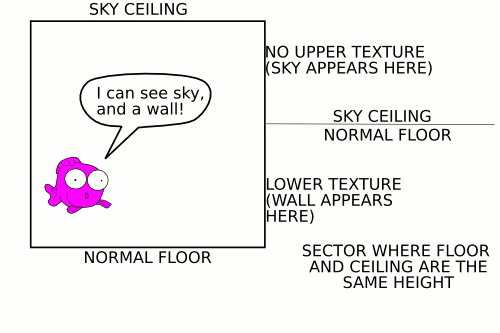 SKY CEILING
NO UPPER TEXTURE
(SKY APPEARS HERE)
I can see sky,
and a wall!
SKY CEILING
NORMAL FLOOR
LOWER TEXTURE
(WALL APPEARS
HERE)
NORMAL FLOOR
SECTOR WHERE FLOOR
AND CEILING ARE THE
SAME HEIGHT